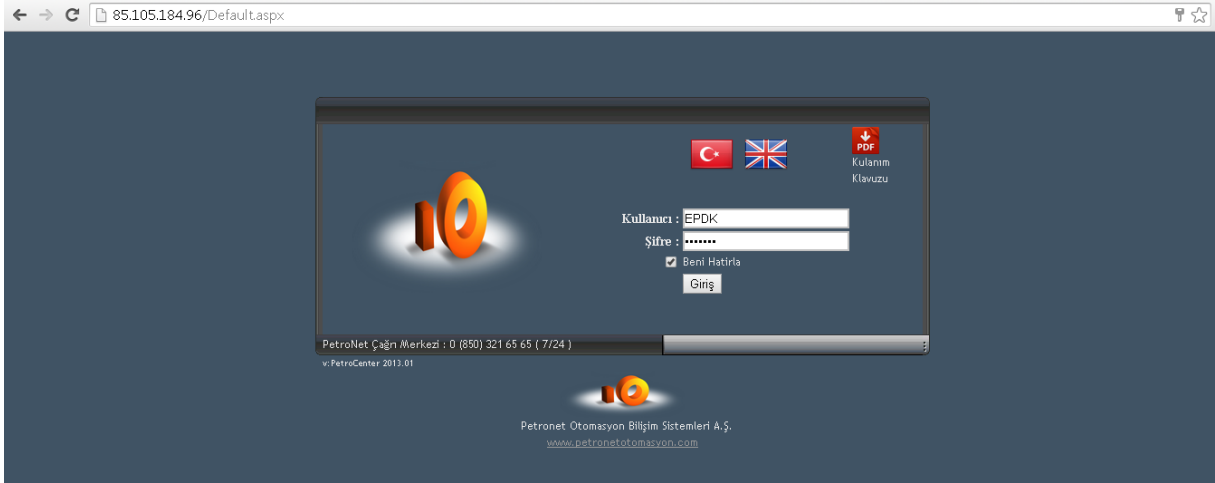 85.105.184.96/Default.aspx
PDF
Kulanım
Klavuzu
Kullanıcı : EPDK
Şifre : •••••••
Beni Hatirla
Giriş
PetroNet Çağrı Merkezi : 0 (850) 321 65 65 ( 7/24 )
v: PetroCenter 2013.01
Petronet Otomasyon Bilişim Sistemleri A.Ş.
www.petronetotomasyon.com